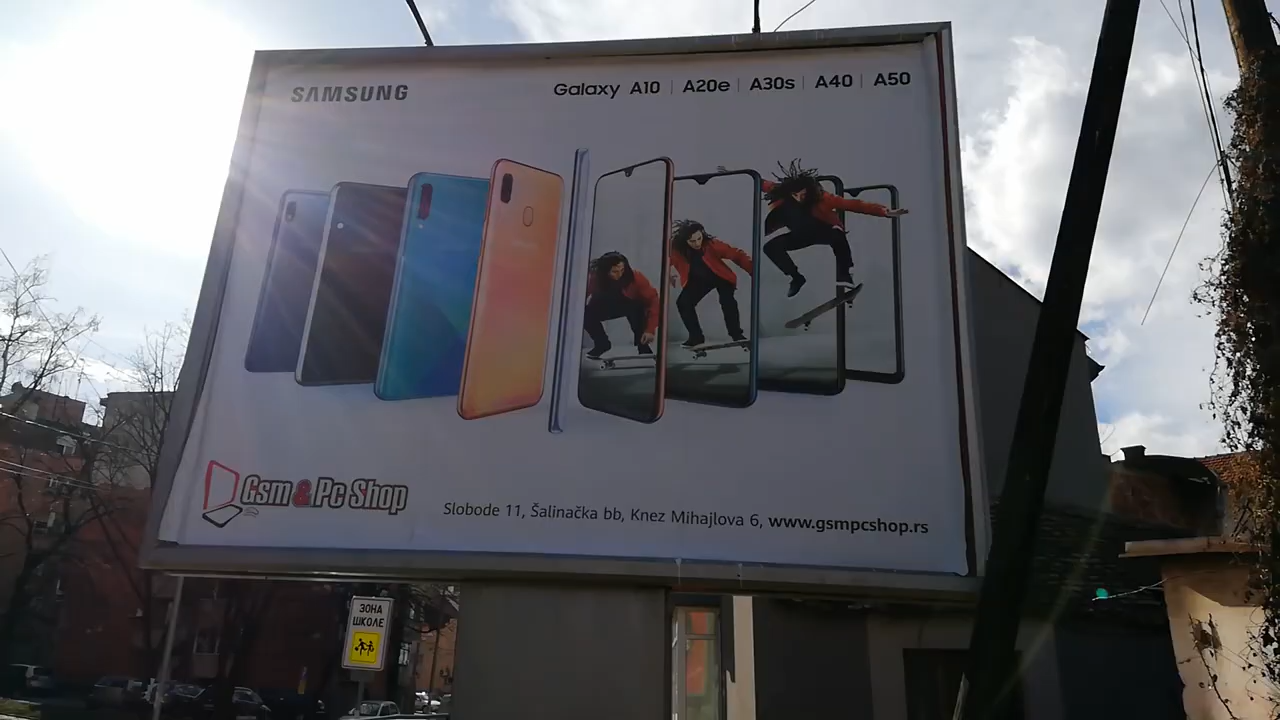 SAMSUNG
Galaxy A10 | A20e | A30s | A40 | A50
Gsm & Pc Shop
Slobode 11, Šalinačka bb, Knez Mihajlova 6, www.gsmpcshop.rs
ЗОНА
ШКОЛЕ